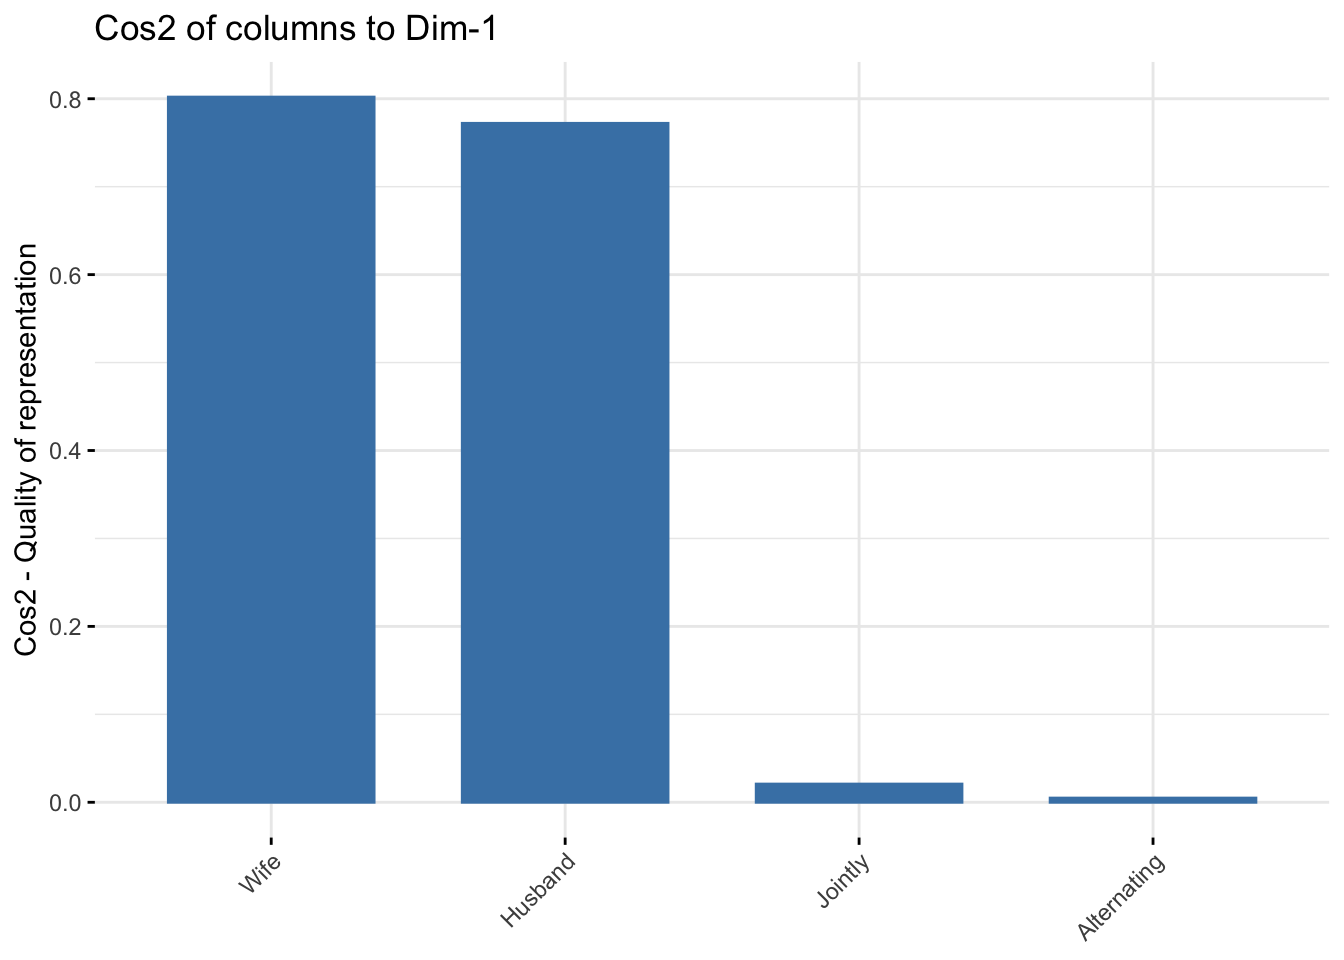 Cos2 of columns to Dim-1
Cos2 - Quality of representation
0.8
0.6
0.4
0.2
0.0
Wife
Husband
Jointly
Alternating